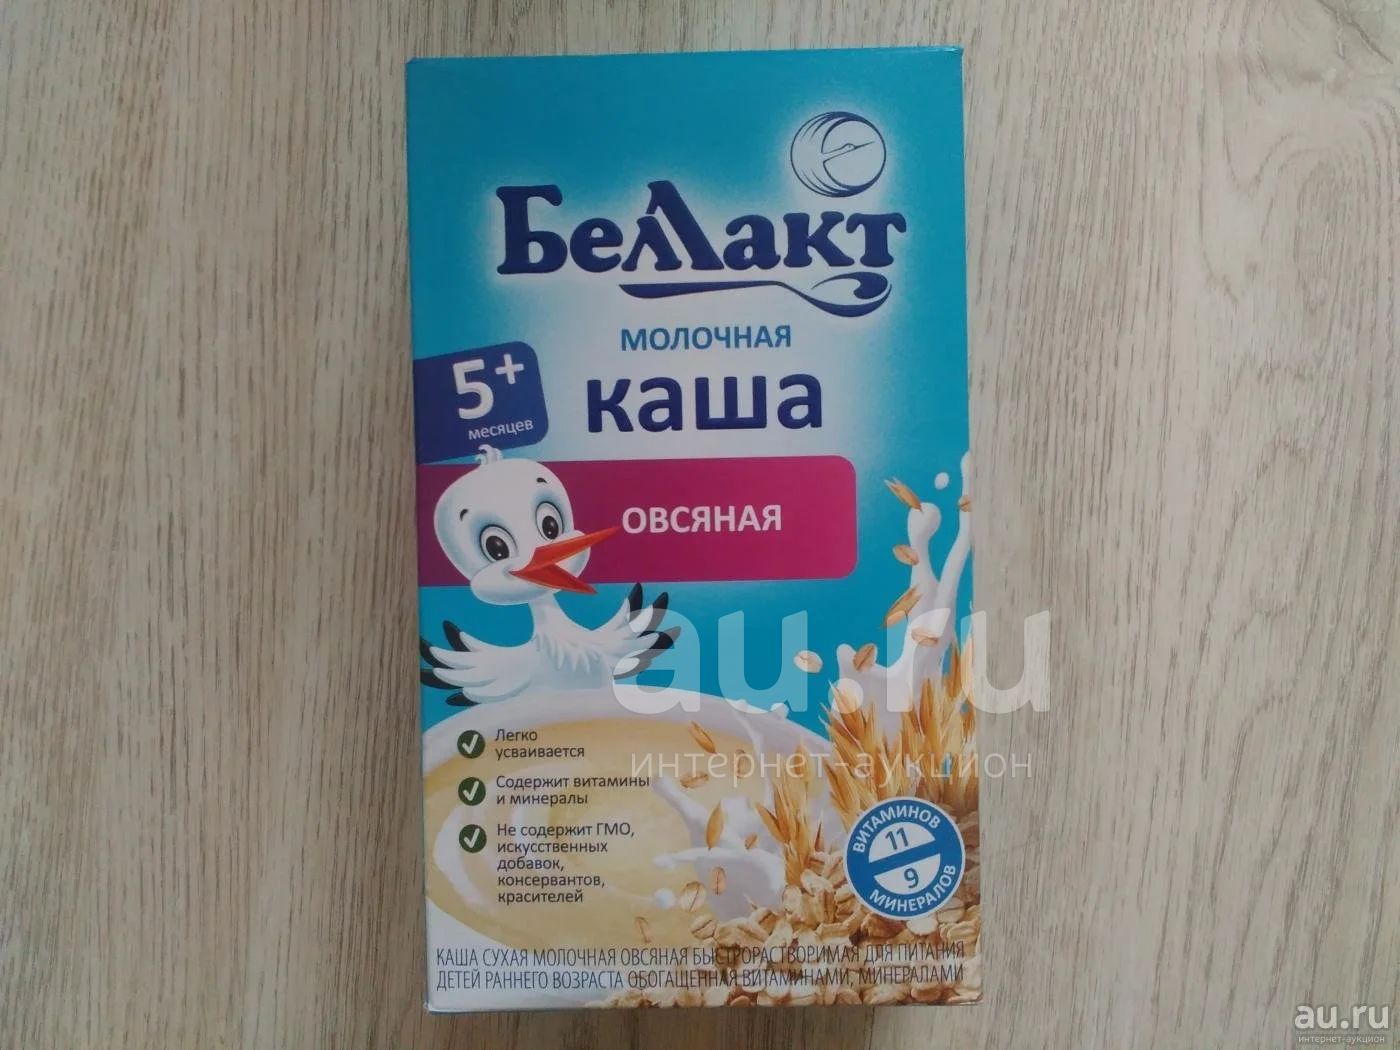 БелЛакт
МОЛОЧНАЯ
каша
5+
месяцев
ОВСЯНАЯ
au.ru
интернет-аукцион
Легко
усваивается
Содержит витамины
и минералы
Не содержит ГМО,
искусственных
добавок,
консервантов,
красителей
ВИТАМИНОВ
11
9
МИНЕРАЛОВ
КАША СУХАЯ МОЛОЧНАЯ ОВСЯНАЯ БЫСТРОРАСТВОРИМАЯ ДЛЯ ПИТАНИЯ
ДЕТЕЙ РАННЕГО ВОЗРАСТА ОБОГАЩЕННАЯ ВИТАМИНАМИ, МИНЕРАЛАМИ
au.ru
интернет-аукцион